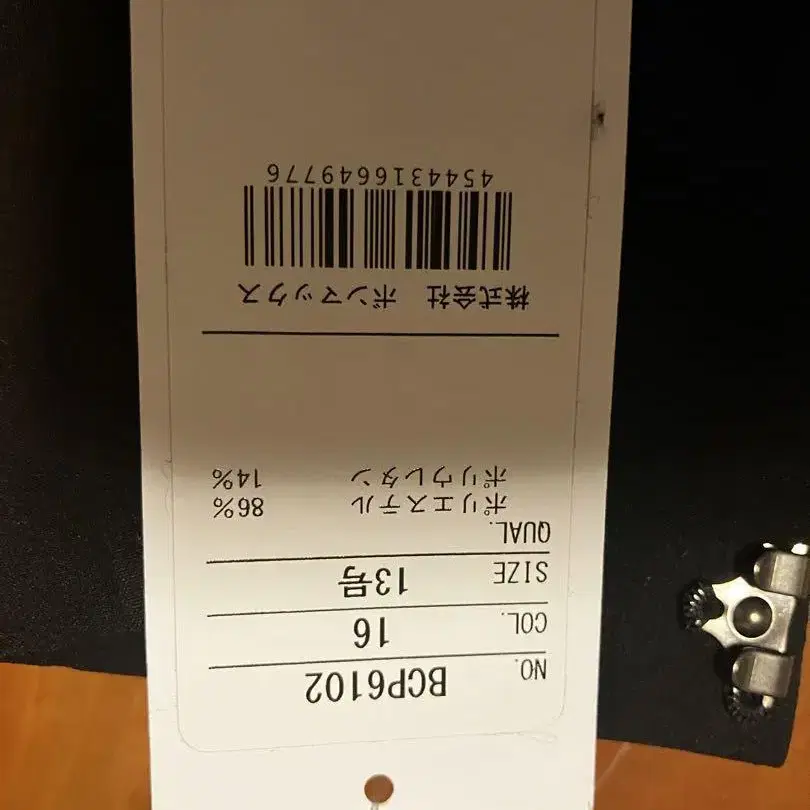 NO. BCP6102
COL. 16
SIZE 13号
QUAL.
ポリエステル 86%
ポリウレタン 14%
株式会社 ボンマックス
4544316649776